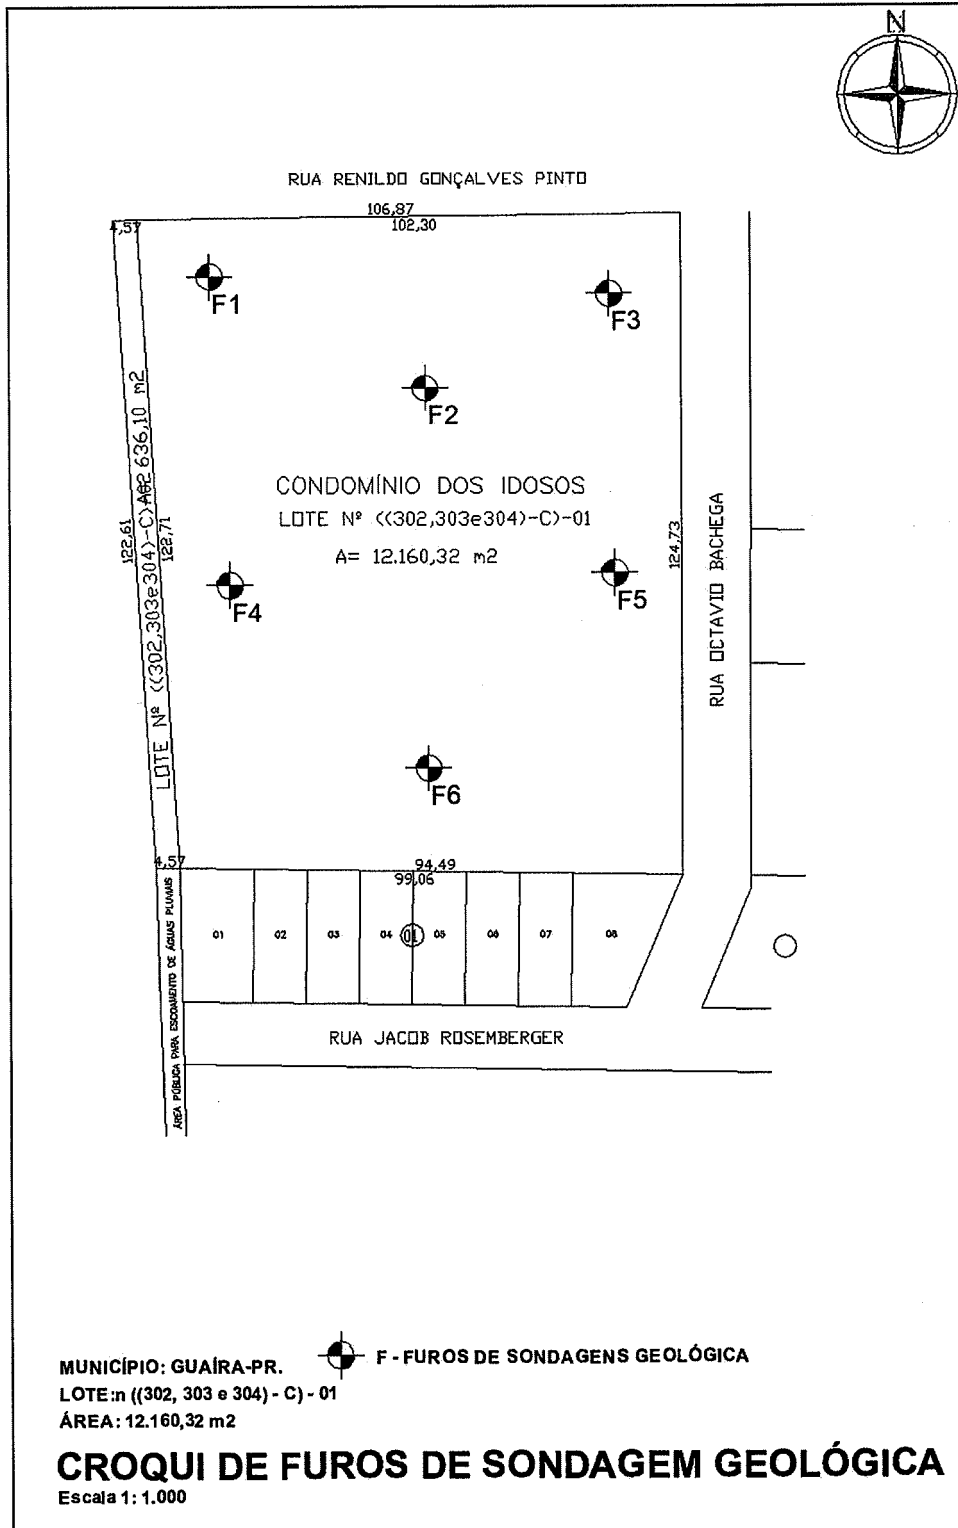 N
RUA RENILDO GONÇALVES PINTO
106,87
4,57
102,30
F1
F3
F2
CONDOMÍNIO DOS IDOSOS
LOTE Nº ((302,303e304)-C)-01
A= 12.160,32 m2
122,61
LOTE Nº ((302,303e304)-C) 636,10 m2
122,71
124,73
RUA OCTAVIO BACHEGA
F4
F5
F6
4,57
94,49
99,06
ÁREA PÚBLICA PARA ESCOAMENTO DE ÁGUAS PLUVIAIS
01 02 03 04 01 05 06 07 08
RUA JACOB ROSEMBERGER
F - FUROS DE SONDAGENS GEOLÓGICA
MUNICÍPIO: GUAÍRA-PR.
LOTE:n ((302, 303 e 304) - C) - 01
ÁREA: 12.160,32 m2
CROQUI DE FUROS DE SONDAGEM GEOLÓGICA
Escala 1: 1.000